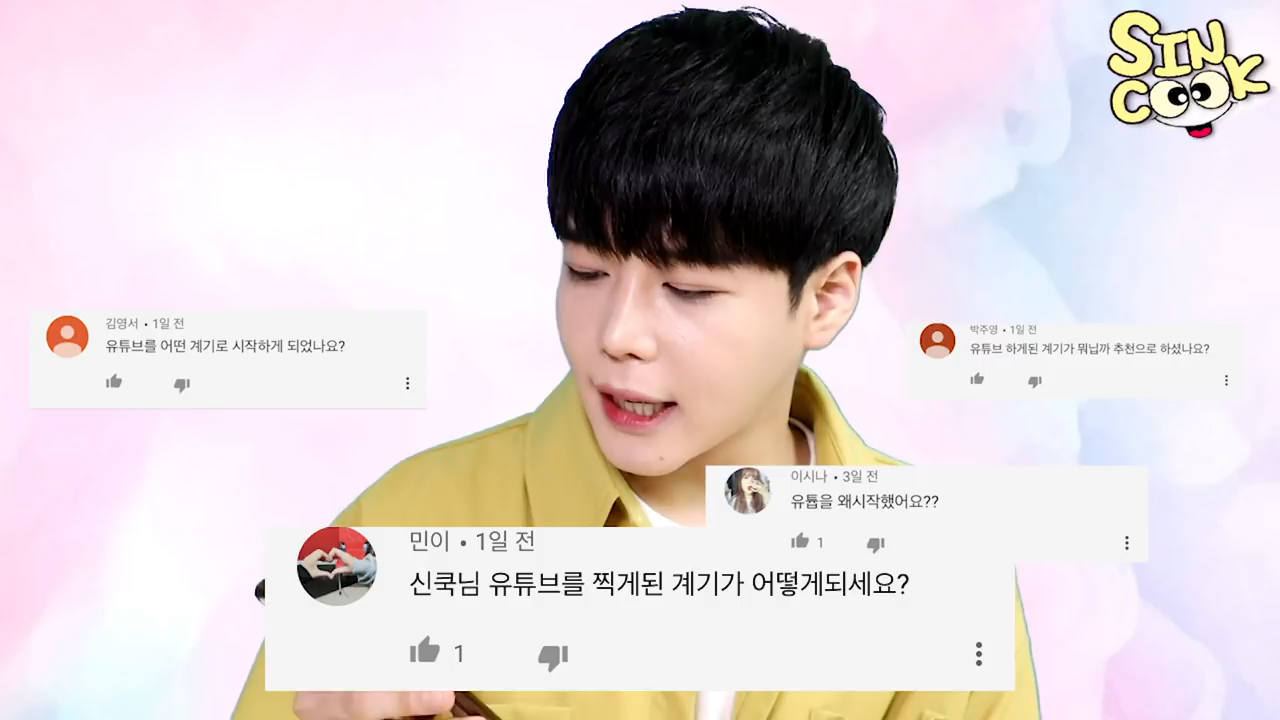 SIN
COOK
김영서 • 1일 전
유튜브를 어떤 계기로 시작하게 되었나요?
박주영 • 1일 전
유튜브 하게된 계기가 뭐닙까 추천으로 하셨나요?
이시나 • 3일 전
유튭을 왜시작했어요??
1
민이 • 1일 전
신쿡님 유튜브를 찍게된 계기가 어떻게되세요?
1